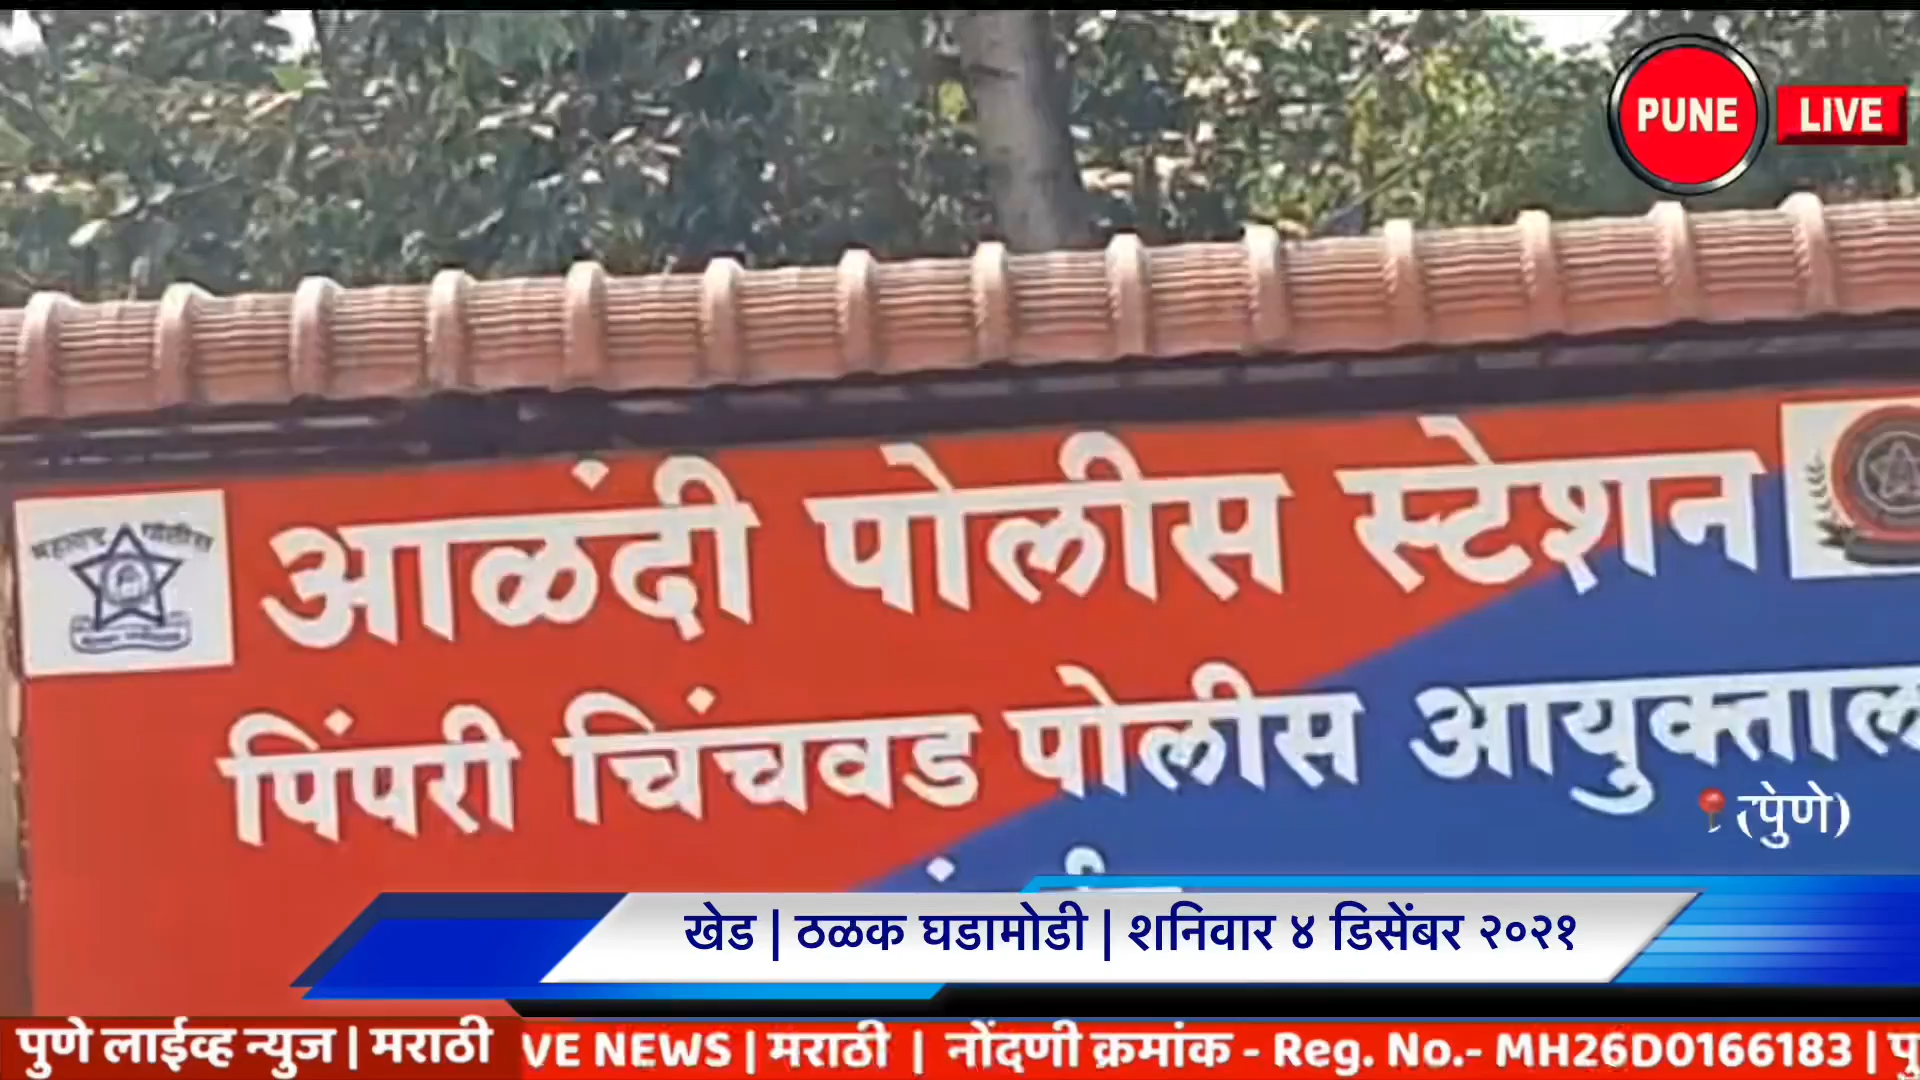 PUNE LIVE
महाराष्ट्र पोलीस
आळंदी पोलीस स्टेशन
पिंपरी चिंचवड पोलीस आयुक्ताल
(पुणे)
खेड | ठळक घडामोडी | शनिवार ४ डिसेंबर २०२१
पुणे लाईव्ह न्युज | मराठी VE NEWS | मराठी | नोंदणी क्रमांक - Reg. No.- MH26D0166183 | पु